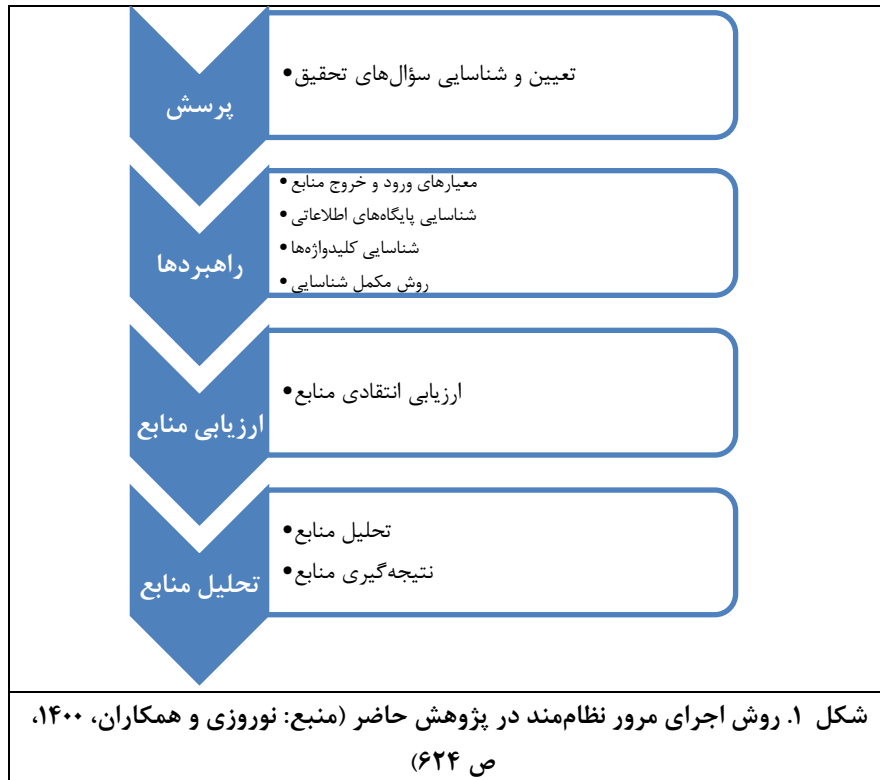 پرسش
•تعیین و شناسایی سؤال‌های تحقیق
راهبردها
•معیارهای ورود و خروج منابع
•شناسایی پایگاه‌های اطلاعاتی
•شناسایی کلیدواژه‌ها
•روش مکمل شناسایی
ارزیابی منابع
•ارزیابی انتقادی منابع
تحلیل منابع
•تحلیل منابع
•نتیجه‌گیری منابع
شکل ۱. روش اجرای مرور نظام‌مند در پژوهش حاضر (منبع: نوروزی و همکاران، ۱۴۰۰،
ص ۶۲۴)